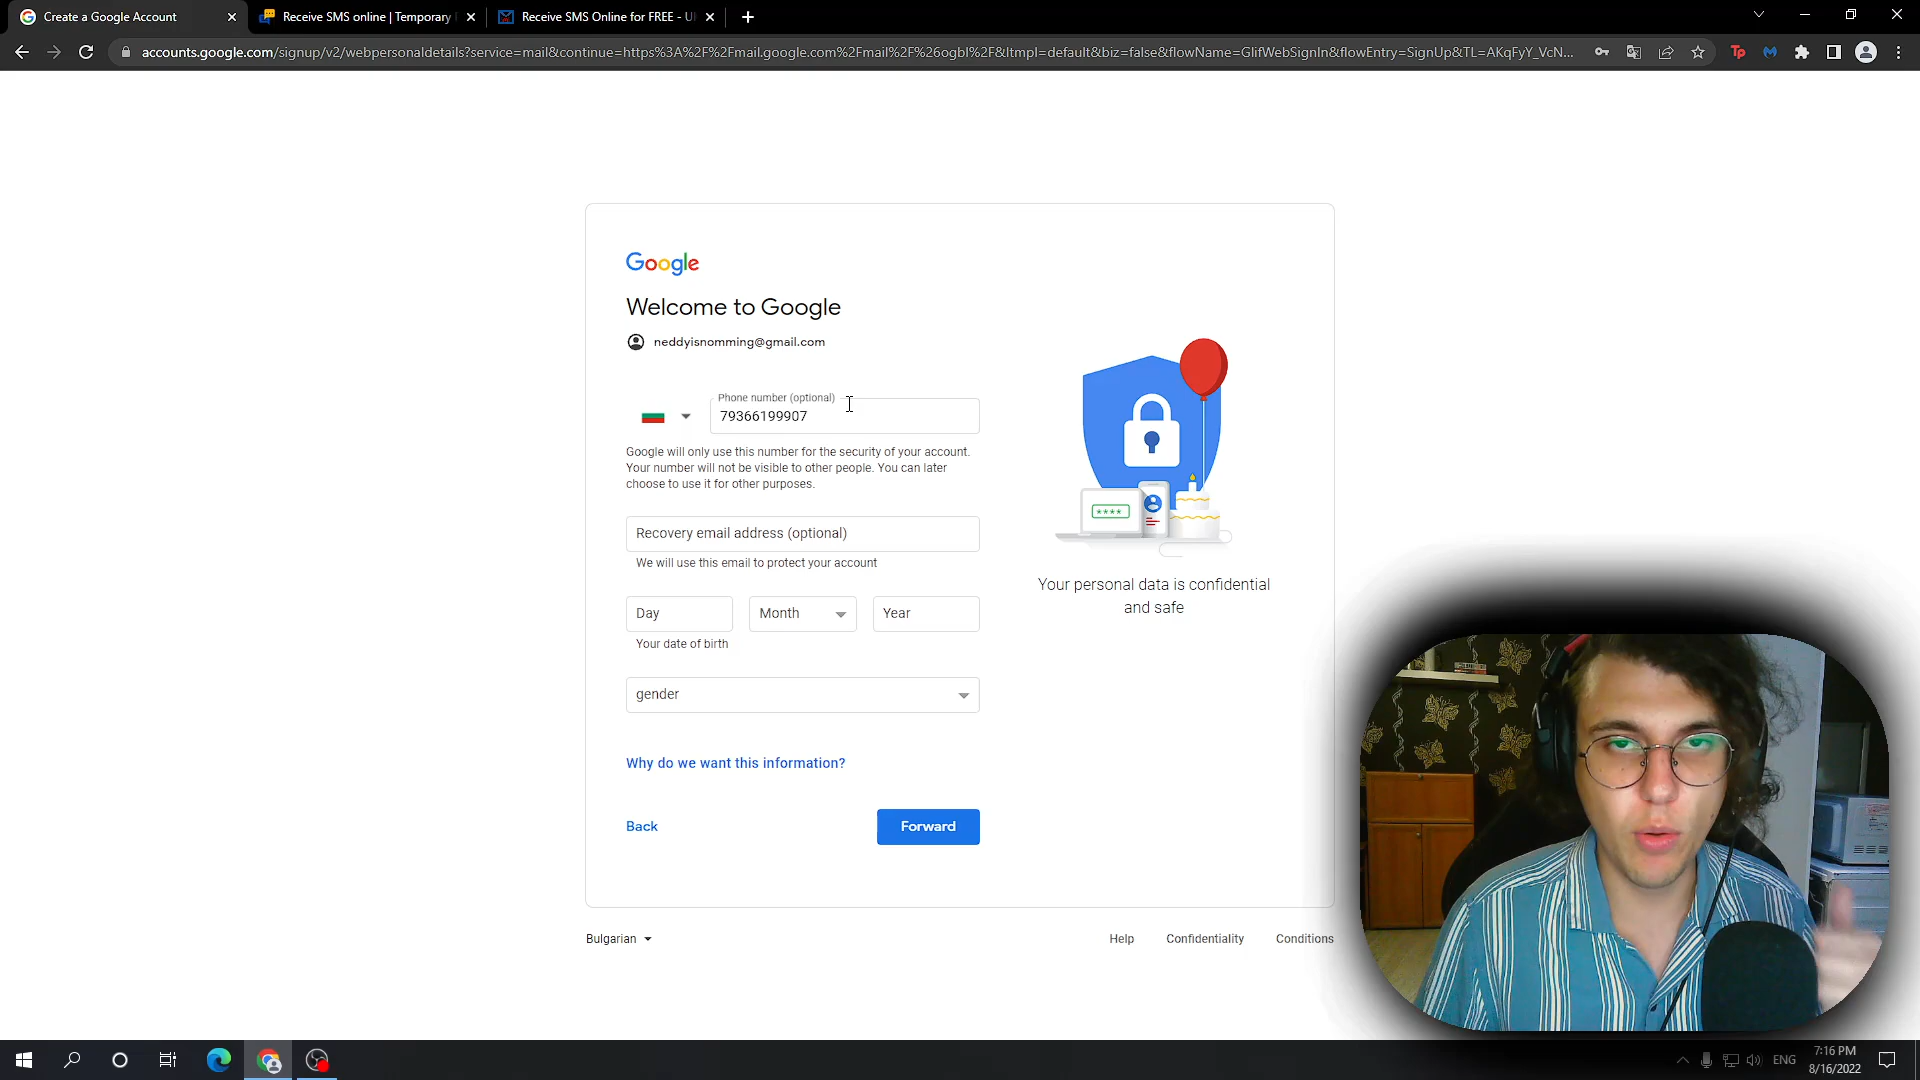 Create a Google Account
Receive SMS online | Temporary
Receive SMS Online for FREE - U
accounts.google.com/signup/v2/webpersonaldetails?service=mail&continue=https%3A%2F%2Fmail.google.com%2Fmail%2F%26ogbl%2F&ltmpl=default&biz=false&flowName=GlifWebSignIn&flowEntry=SignUp&TL=AKqFyY_VcN...
Google
Welcome to Google
neddyisnomming@gmail.com
Phone number (optional)
79366199907
Google will only use this number for the security of your account.
Your number will not be visible to other people. You can later
choose to use it for other purposes.
Recovery email address (optional)
We will use this email to protect your account
Day
Month
Year
Your date of birth
gender
Why do we want this information?
Back
Forward
****
Your personal data is confidential
and safe
Bulgarian
Help
Confidentiality
Conditions
ENG
7:16 PM
8/16/2022